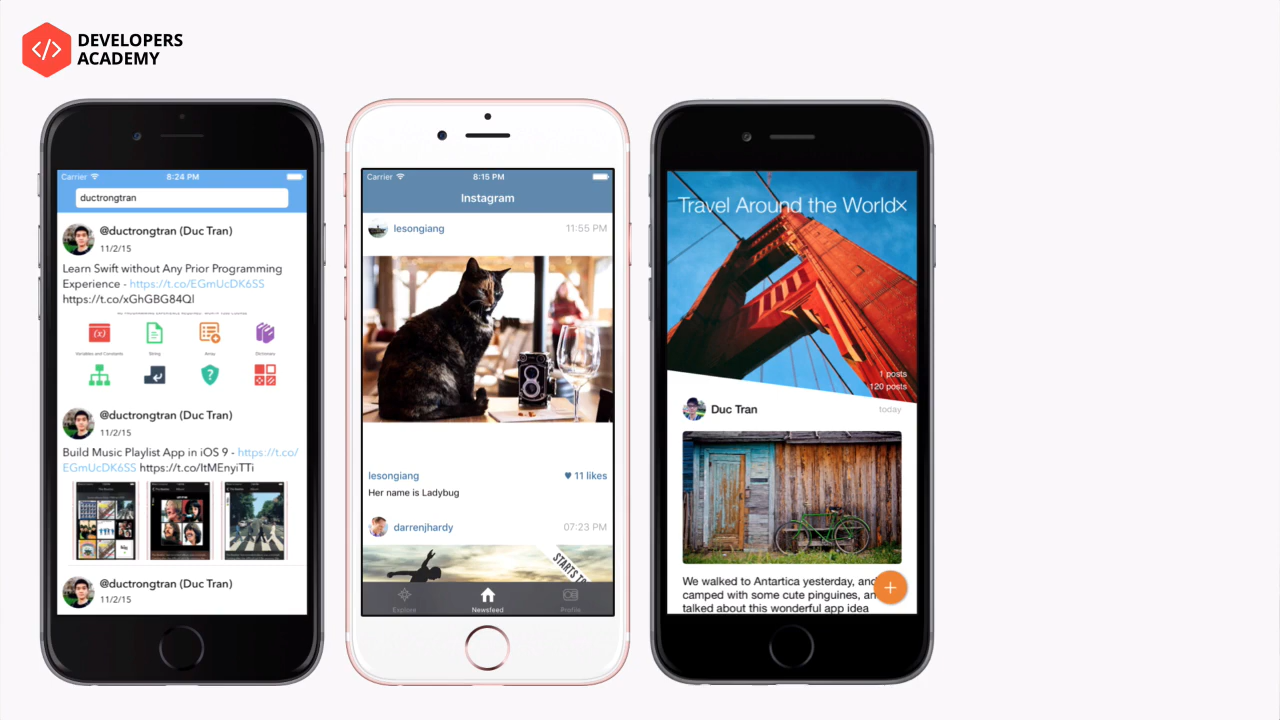 </>
DEVELOPERS
ACADEMY
Carrier 8:24 PM
ductrongtran
@ductrongtran (Duc Tran)
11/2/15
Learn Swift without Any Prior Programming
Experience - https://t.co/EGmUcDK6SS
https://t.co/xGhGBG84Ql
(x)
Variables and Constants String Array Dictionary
@ductrongtran (Duc Tran)
11/2/15
Build Music Playlist App in iOS 9 - https://t.co/
EGmUcDK6SS https://t.co/ltMEnyiTTi
@ductrongtran (Duc Tran)
11/2/15
Carrier 8:15 PM
Instagram
lesongiang 11:55 PM
lesongiang ♥ 11 likes
Her name is Ladybug
darrenjhardy 07:23 PM
STARTS TO
Explore Newsfeed Profile
Travel Around the World×
1 posts
120 posts
Duc Tran today
We walked to Antartica yesterday, and
camped with some cute pinguines, an
talked about this wonderful app idea
+